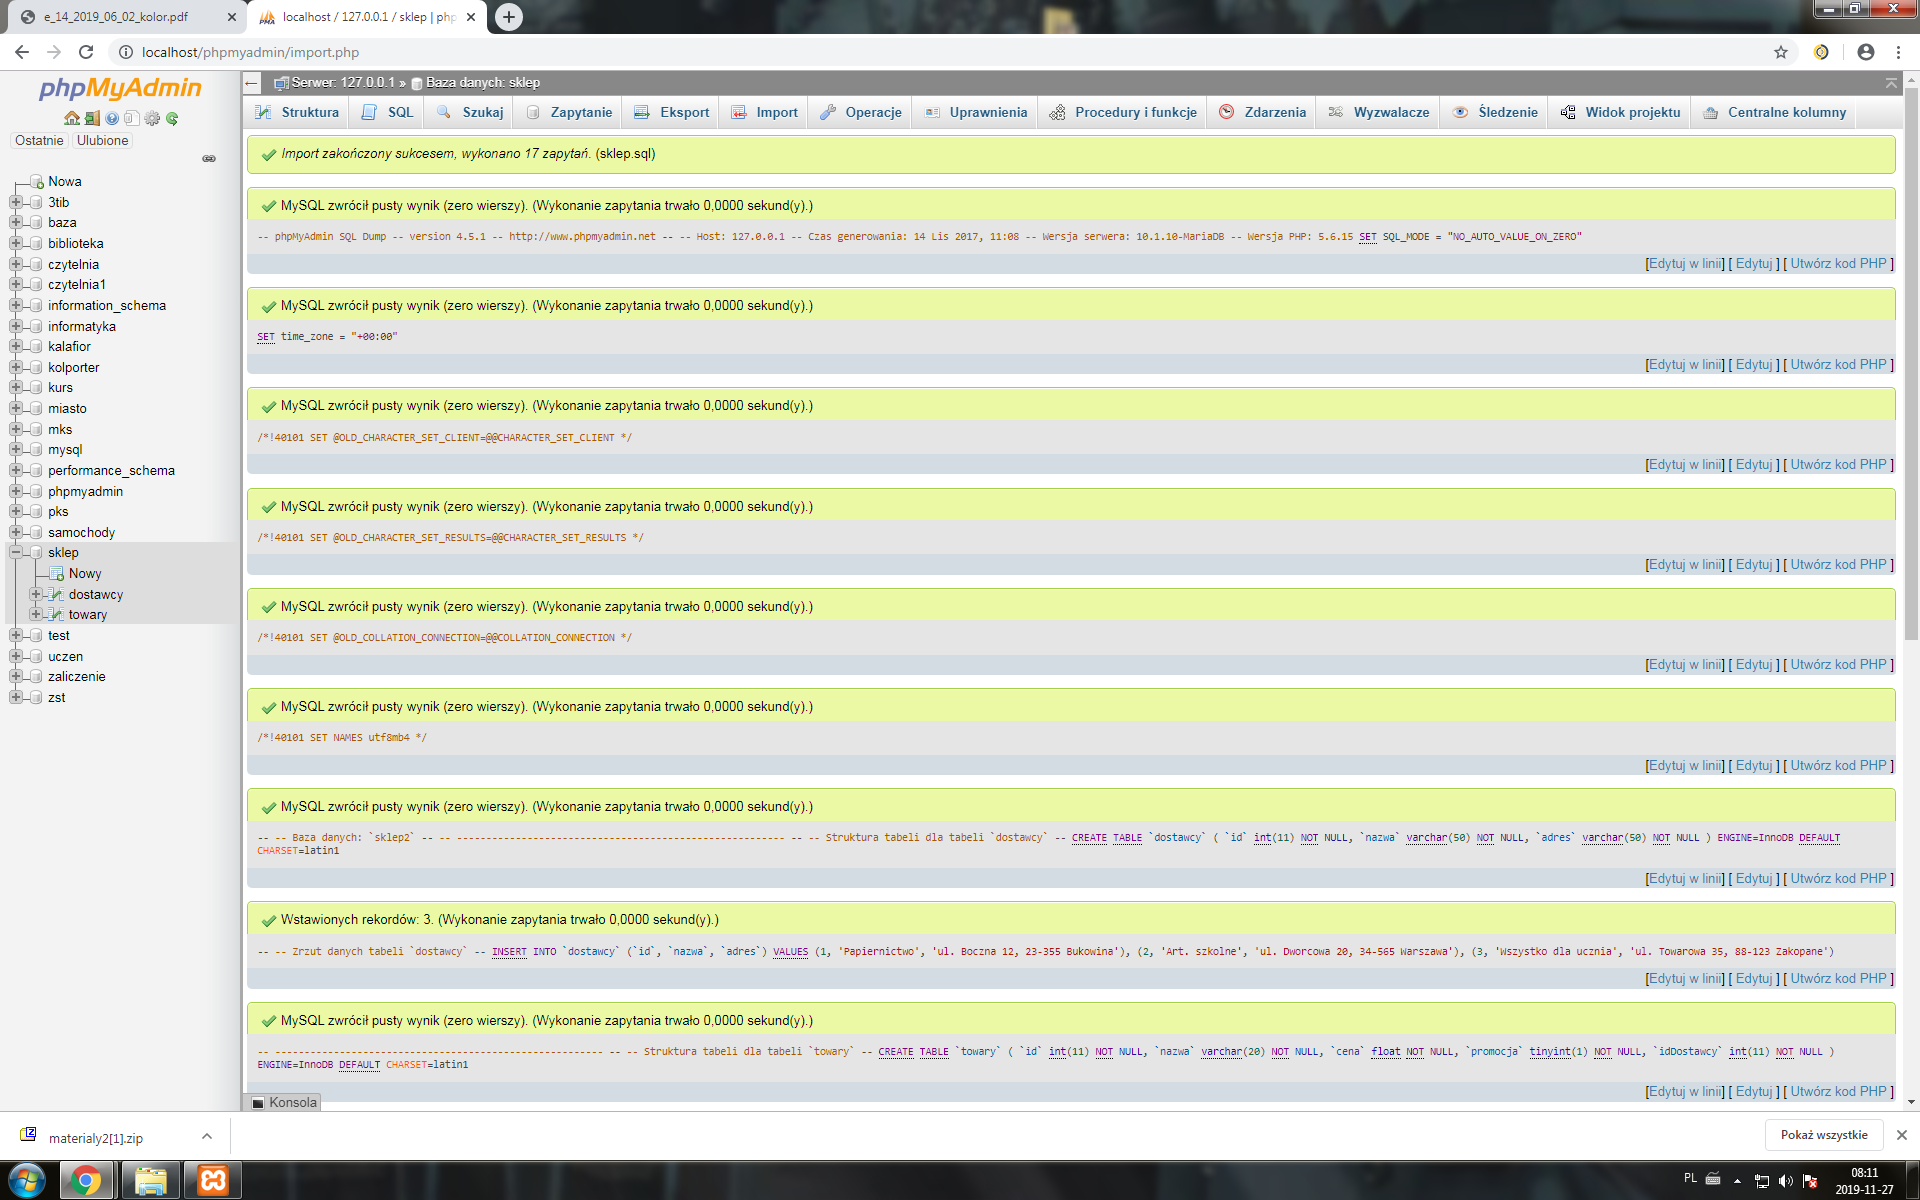 e_14_2019_06_02_kolor.pdf
localhost / 127.0.0.1 / sklep | php
localhost/phpmyadmin/import.php
phpMyAdmin
Ostatnie
Ulubione
Nowa
3tib
baza
biblioteka
czytelnia
czytelnia1
information_schema
informatyka
kalafior
kolporter
kurs
miasto
mks
mysql
performance_schema
phpmyadmin
pks
samochody
sklep
Nowy
dostawcy
towary
test
uczen
zaliczenie
zst
Serwer: 127.0.0.1 » Baza danych: sklep
Struktura
SQL
Szukaj
Zapytanie
Eksport
Import
Operacje
Uprawnienia
Procedury i funkcje
Zdarzenia
Wyzwalacze
Śledzenie
Widok projektu
Centralne kolumny
Import zakończony sukcesem, wykonano 17 zapytań. (sklep.sql)
MySQL zwrócił pusty wynik (zero wierszy). (Wykonanie zapytania trwało 0,0000 sekund(y).)
-- phpMyAdmin SQL Dump -- version 4.5.1 -- http://www.phpmyadmin.net -- -- Host: 127.0.0.1 -- Czas generowania: 14 Lis 2017, 11:08 -- Wersja serwera: 10.1.10-MariaDB -- Wersja PHP: 5.6.15 SET SQL_MODE = "NO_AUTO_VALUE_ON_ZERO"
[Edytuj w linii] [ Edytuj ] [ Utwórz kod PHP ]
MySQL zwrócił pusty wynik (zero wierszy). (Wykonanie zapytania trwało 0,0000 sekund(y).)
SET time_zone = "+00:00"
[Edytuj w linii] [ Edytuj ] [ Utwórz kod PHP ]
MySQL zwrócił pusty wynik (zero wierszy). (Wykonanie zapytania trwało 0,0000 sekund(y).)
/*!40101 SET @OLD_CHARACTER_SET_CLIENT=@@CHARACTER_SET_CLIENT */
[Edytuj w linii] [ Edytuj ] [ Utwórz kod PHP ]
MySQL zwrócił pusty wynik (zero wierszy). (Wykonanie zapytania trwało 0,0000 sekund(y).)
/*!40101 SET @OLD_CHARACTER_SET_RESULTS=@@CHARACTER_SET_RESULTS */
[Edytuj w linii] [ Edytuj ] [ Utwórz kod PHP ]
MySQL zwrócił pusty wynik (zero wierszy). (Wykonanie zapytania trwało 0,0000 sekund(y).)
/*!40101 SET @OLD_COLLATION_CONNECTION=@@COLLATION_CONNECTION */
[Edytuj w linii] [ Edytuj ] [ Utwórz kod PHP ]
MySQL zwrócił pusty wynik (zero wierszy). (Wykonanie zapytania trwało 0,0000 sekund(y).)
/*!40101 SET NAMES utf8mb4 */
[Edytuj w linii] [ Edytuj ] [ Utwórz kod PHP ]
MySQL zwrócił pusty wynik (zero wierszy). (Wykonanie zapytania trwało 0,0000 sekund(y).)
-- -- Baza danych: `sklep2` -- -- -------------------------------------------------------- -- -- Struktura tabeli dla tabeli `dostawcy` -- CREATE TABLE `dostawcy` ( `id` int(11) NOT NULL, `nazwa` varchar(50) NOT NULL, `adres` varchar(50) NOT NULL ) ENGINE=InnoDB DEFAULT
CHARSET=latin1
[Edytuj w linii] [ Edytuj ] [ Utwórz kod PHP ]
Wstawionych rekordów: 3. (Wykonanie zapytania trwało 0,0000 sekund(y).)
-- -- Zrzut danych tabeli `dostawcy` -- INSERT INTO `dostawcy` (`id`, `nazwa`, `adres`) VALUES (1, 'Papiernictwo', 'ul. Boczna 12, 23-355 Bukowina'), (2, 'Art. szkolne', 'ul. Dworcowa 20, 34-565 Warszawa'), (3, 'Wszystko dla ucznia', 'ul. Towarowa 35, 88-123 Zakopane')
[Edytuj w linii] [ Edytuj ] [ Utwórz kod PHP ]
MySQL zwrócił pusty wynik (zero wierszy). (Wykonanie zapytania trwało 0,0000 sekund(y).)
-- -------------------------------------------------------- -- -- Struktura tabeli dla tabeli `towary` -- CREATE TABLE `towary` ( `id` int(11) NOT NULL, `nazwa` varchar(20) NOT NULL, `cena` float NOT NULL, `promocja` tinyint(1) NOT NULL, `idDostawcy` int(11) NOT NULL )
ENGINE=InnoDB DEFAULT CHARSET=latin1
[Edytuj w linii] [ Edytuj ] [ Utwórz kod PHP ]
Konsola
materialy2[1].zip
Pokaż wszystkie
PL
08:11
2019-11-27